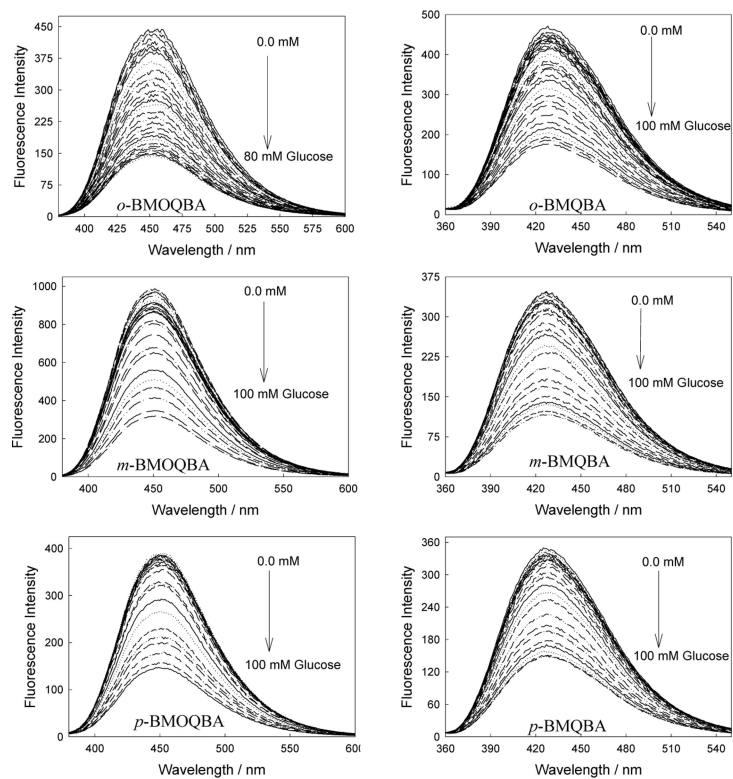 Fluorescence Intensity
450
375
300
225
150
75
0
0.0 mM
80 mM Glucose
o-BMOQBA
400 425 450 475 500 525 550 575 600
Wavelength / nm
Fluorescence Intensity
500
400
300
200
100
0
0.0 mM
100 mM Glucose
o-BMQBA
360 390 420 450 480 510 540
Wavelength / nm
Fluorescence Intensity
1000
800
600
400
200
0
0.0 mM
100 mM Glucose
m-BMOQBA
400 450 500 550 600
Wavelength / nm
Fluorescence Intensity
375
300
225
150
75
0
0.0 mM
100 mM Glucose
m-BMQBA
360 390 420 450 480 510 540
Wavelength / nm
Fluorescence Intensity
400
300
200
100
0
0.0 mM
100 mM Glucose
p-BMOQBA
400 450 500 550 600
Wavelength / nm
Fluorescence Intensity
360
300
240
180
120
60
0
0.0 mM
100 mM Glucose
p-BMQBA
360 390 420 450 480 510 540
Wavelength / nm